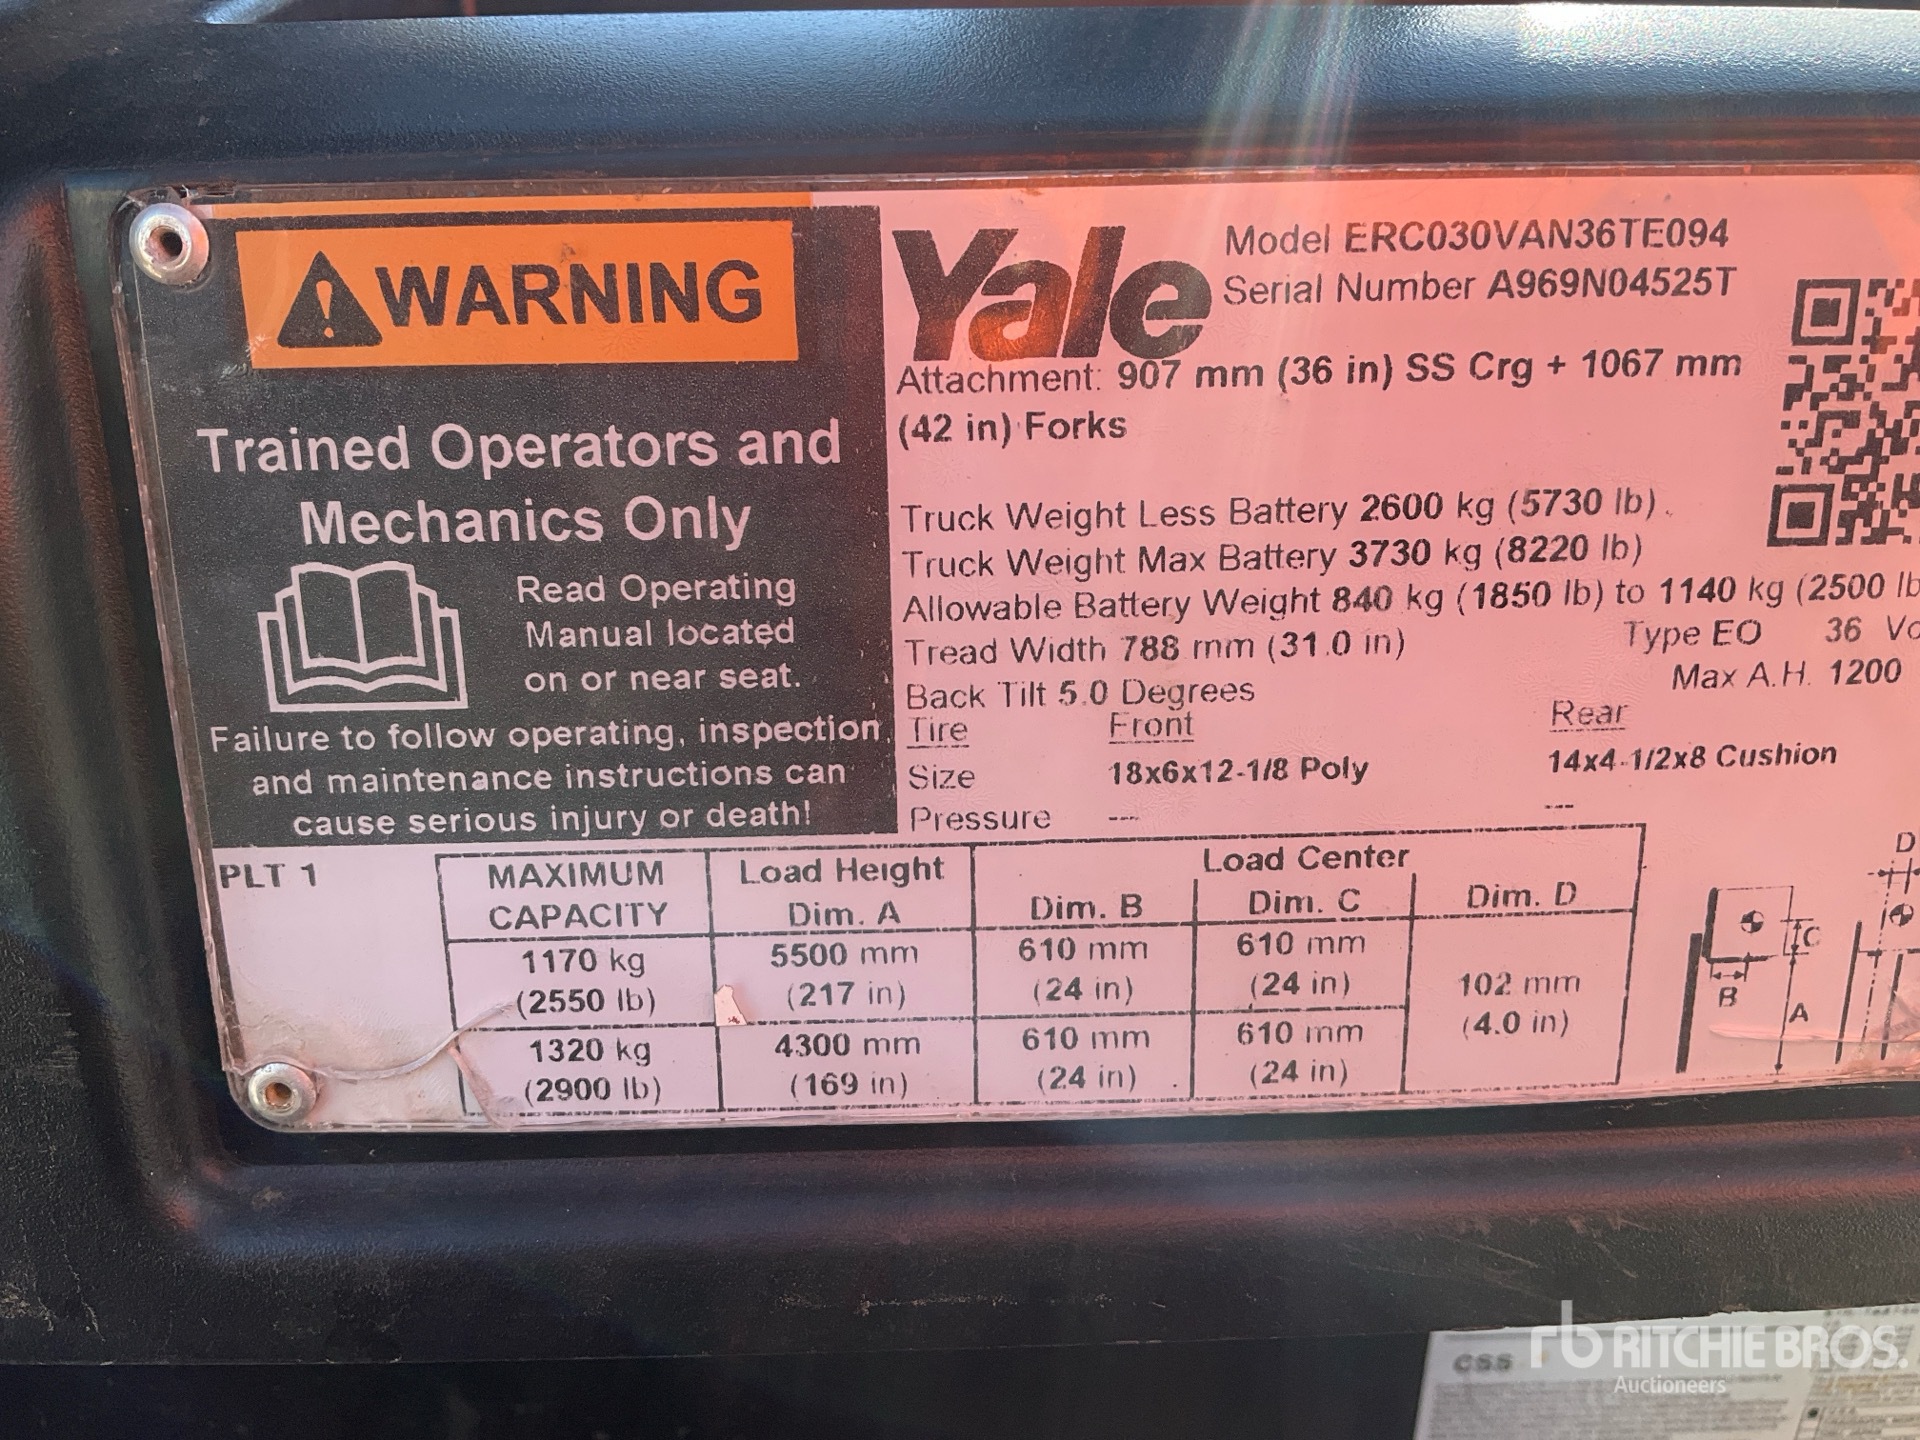 WARNING
Trained Operators and
Mechanics Only
Read Operating
Manual located
on or near seat.
Failure to follow operating, inspection,
and maintenance instructions can
cause serious injury or death!
Yale
Model ERC030VAN36TE094
Serial Number A969N04525T
Attachment: 907 mm (36 in) SS Crg + 1067 mm
(42 in) Forks
Truck Weight Less Battery 2600 kg (5730 lb)
Truck Weight Max Battery 3730 kg (8220 lb)
Allowable Battery Weight 840 kg (1850 lb) to 1140 kg (2500 lb
Tread Width 788 mm (31.0 in) Type EO 36 Vo
Back Tilt 5.0 Degrees Max A.H. 1200
Tire Front Rear
Size 18x6x12-1/8 Poly 14x4-1/2x8 Cushion
Pressure --- ---
PLT 1
MAXIMUM CAPACITY Load Height Dim. A Load Center
Dim. B Dim. C Dim. D
1170 kg 5500 mm 610 mm 610 mm
(2550 lb) (217 in) (24 in) (24 in)
102 mm
(4.0 in)
1320 kg 4300 mm 610 mm 610 mm
(2900 lb) (169 in) (24 in) (24 in)
B C A D
css
rb RITCHIE BROS.
Auctioneers